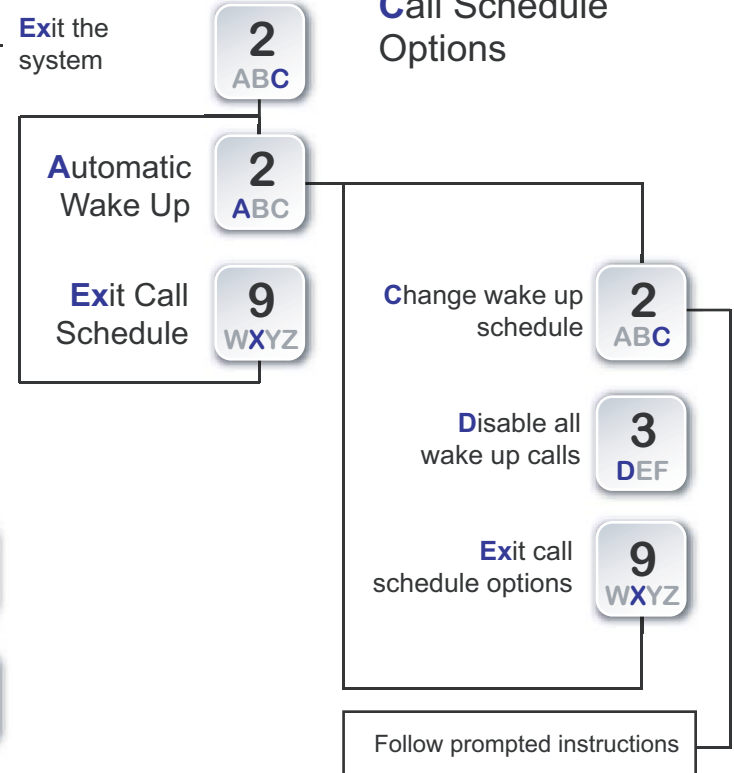 Exit the
system
2
ABC
Call Schedule
Options
Automatic
Wake Up
2
ABC
Exit Call
Schedule
9
WXYZ
Change wake up
schedule
2
ABC
Disable all
wake up calls
3
DEF
Exit call
schedule options
9
WXYZ
Follow prompted instructions